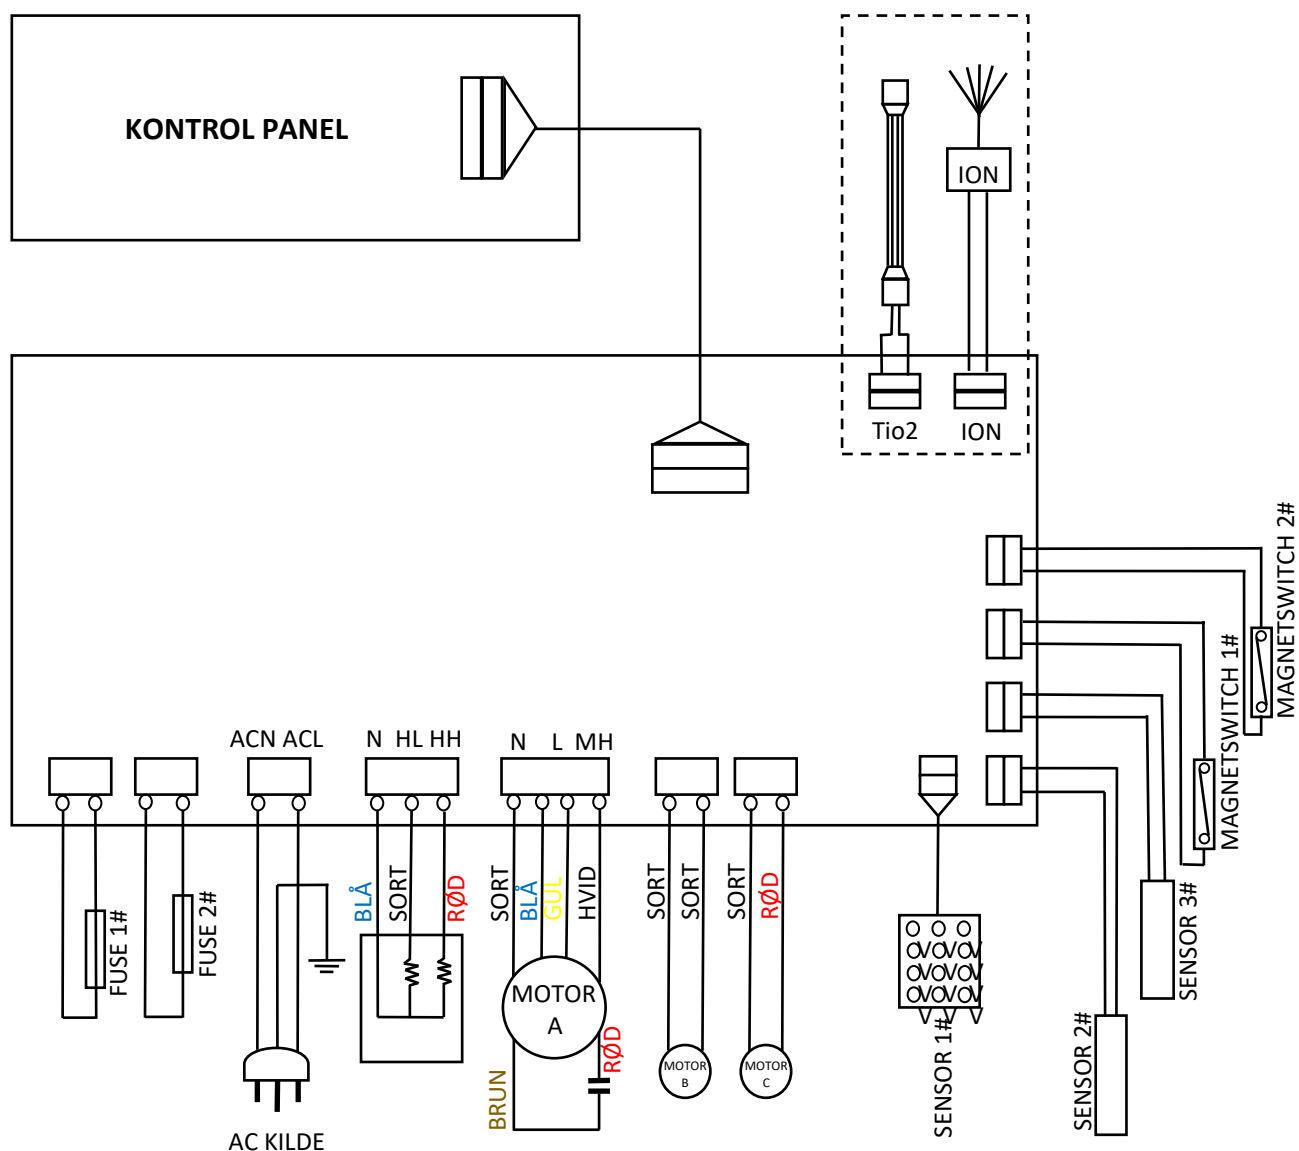 KONTROL PANEL
ION
Tio2 ION
MAGNETSWITCH 2#
MAGNETSWITCH 1#
SENSOR 3#
SENSOR 2#
SENSOR 1#
ACN ACL
N HL HH
N L MH
FUSE 1#
FUSE 2#
BLÅ
SORT
RØD
SORT
BLÅ
GUL
HVID
SORT
SORT
SORT
RØD
MOTOR
A
BRUN
RØD
MOTOR
B
MOTOR
C
V V V
V V V
V V V
V V V
AC KILDE